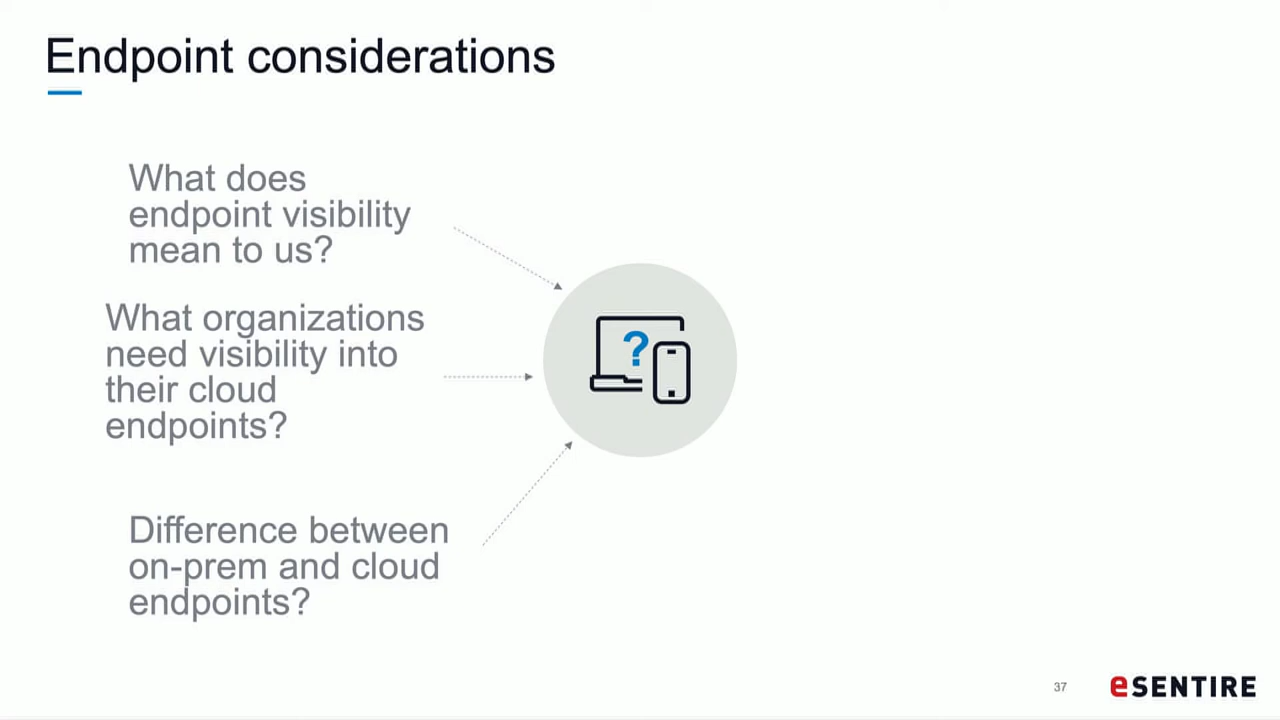 Endpoint considerations
What does
endpoint visibility
mean to us?
What organizations
need visibility into
their cloud
endpoints?
Difference between
on-prem and cloud
endpoints?
?
37
eSENTIRE